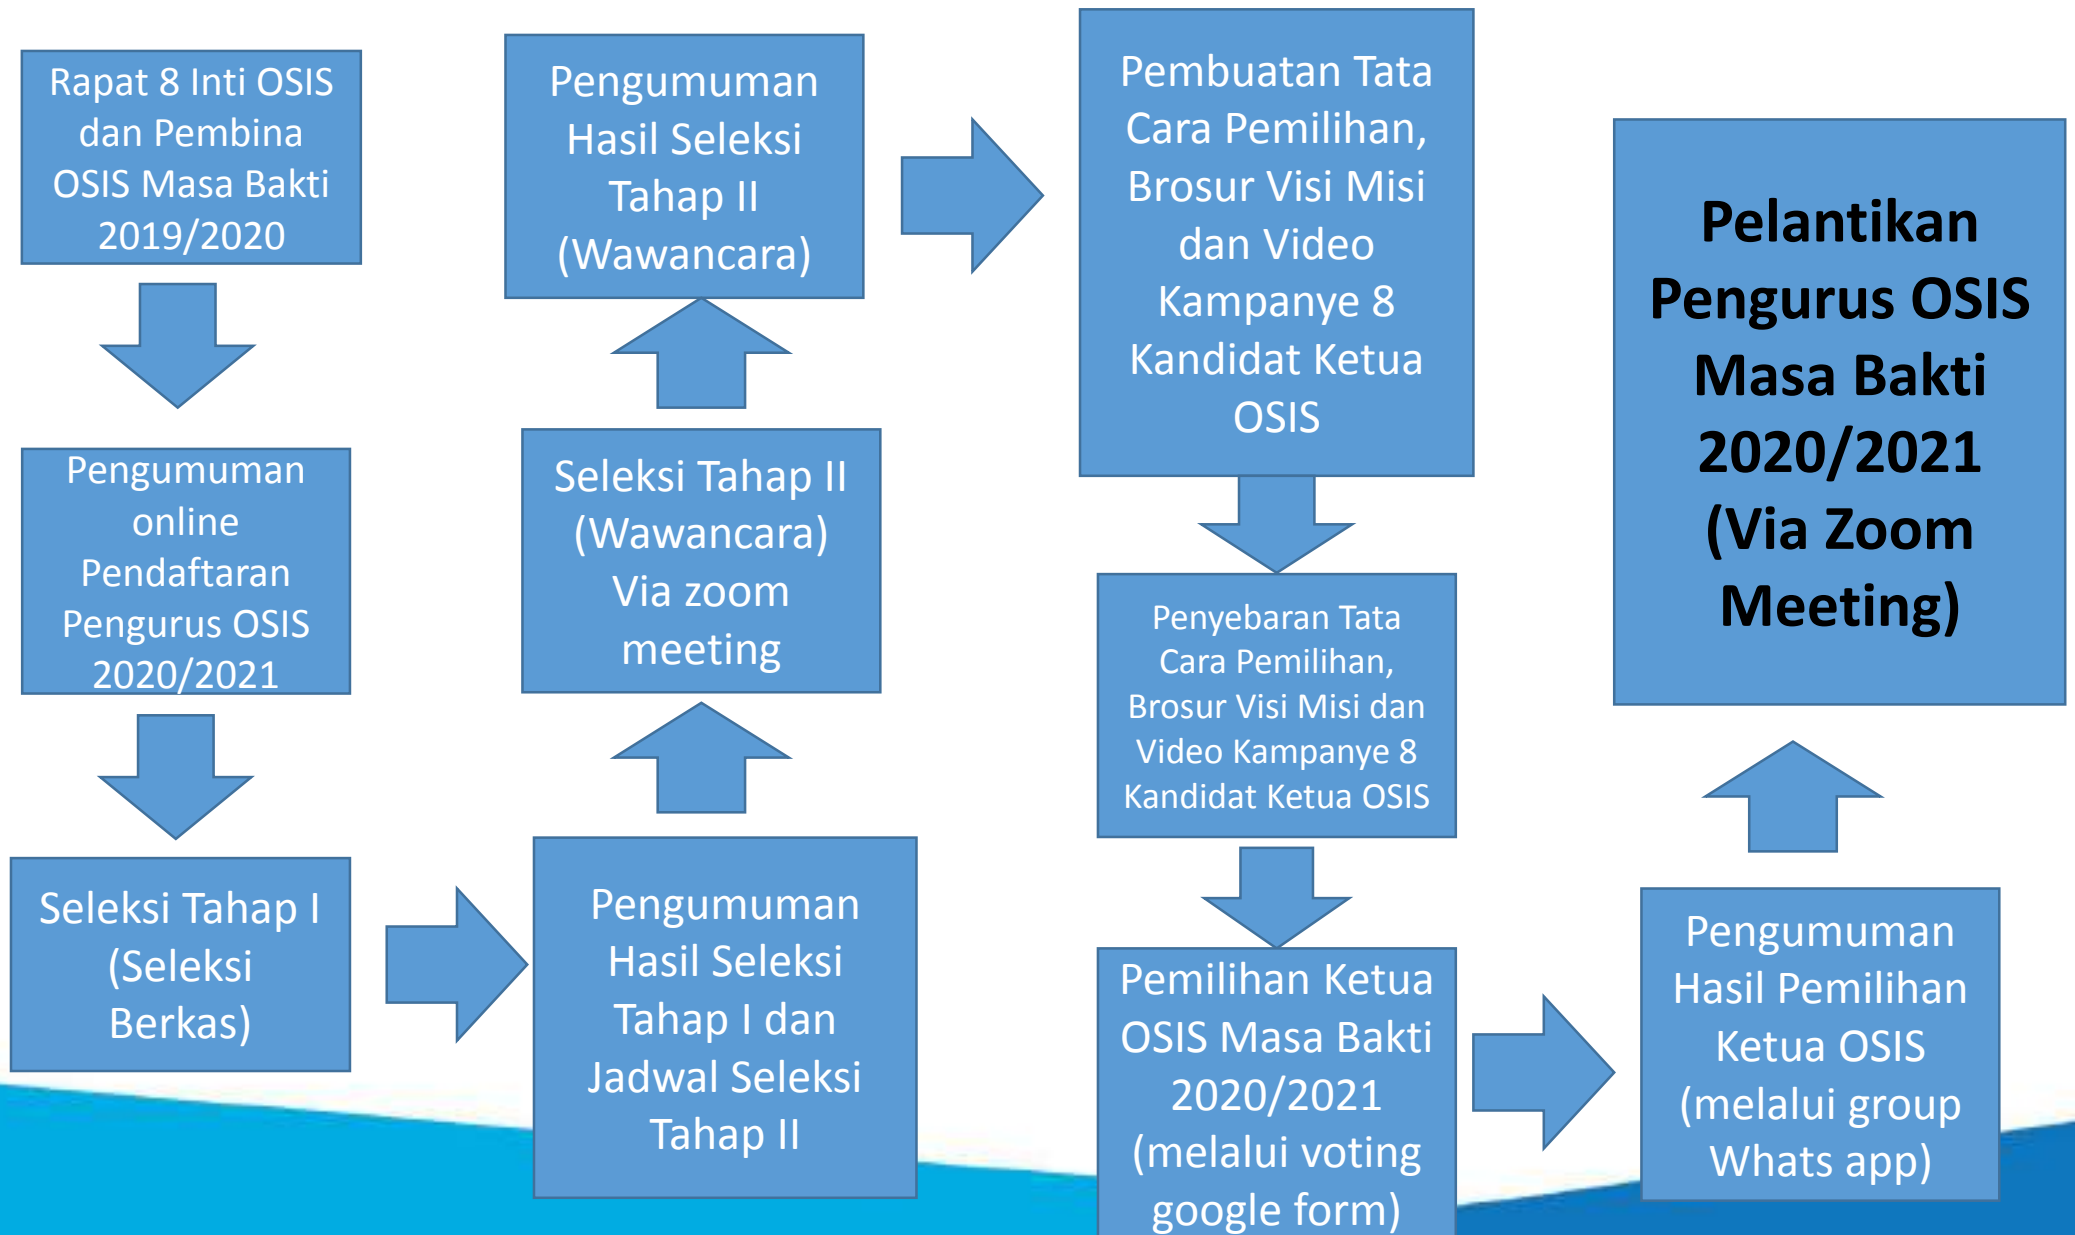 Rapat 8 Inti OSIS
dan Pembina
OSIS Masa Bakti
2019/2020
Pengumuman
online
Pendaftaran
Pengurus OSIS
2020/2021
Seleksi Tahap I
(Seleksi
Berkas)
Pengumuman
Hasil Seleksi
Tahap I dan
Jadwal Seleksi
Tahap II
Seleksi Tahap II
(Wawancara)
Via zoom
meeting
Pengumuman
Hasil Seleksi
Tahap II
(Wawancara)
Pembuatan Tata
Cara Pemilihan,
Brosur Visi Misi
dan Video
Kampanye 8
Kandidat Ketua
OSIS
Penyebaran Tata
Cara Pemilihan,
Brosur Visi Misi dan
Video Kampanye 8
Kandidat Ketua OSIS
Pemilihan Ketua
OSIS Masa Bakti
2020/2021
(melalui voting
google form)
Pengumuman
Hasil Pemilihan
Ketua OSIS
(melalui group
Whats app)
Pelantikan
Pengurus OSIS
Masa Bakti
2020/2021
(Via Zoom
Meeting)